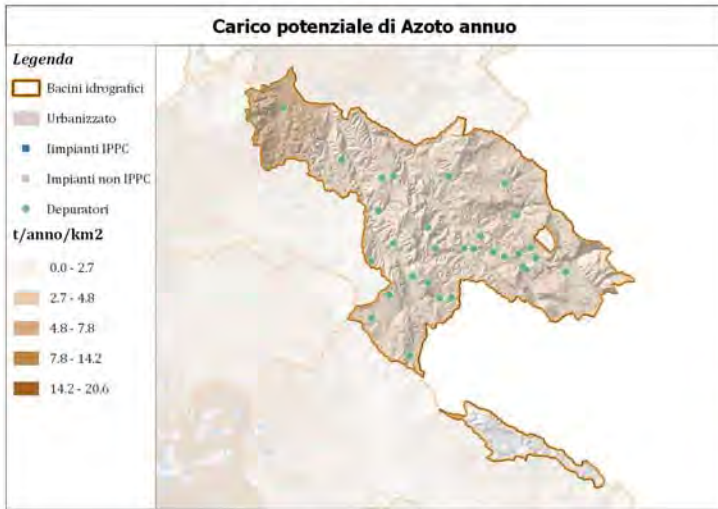 Carico potenziale di Azoto annuo
Legenda
Bacini idrografici
Urbanizzato
Iimpianti IPPC
Impianti non IPPC
Depuratori
t/anno/km2
0.0 - 2.7
2.7 - 4.8
4.8 - 7.8
7.8 - 14.2
14.2 - 20.6